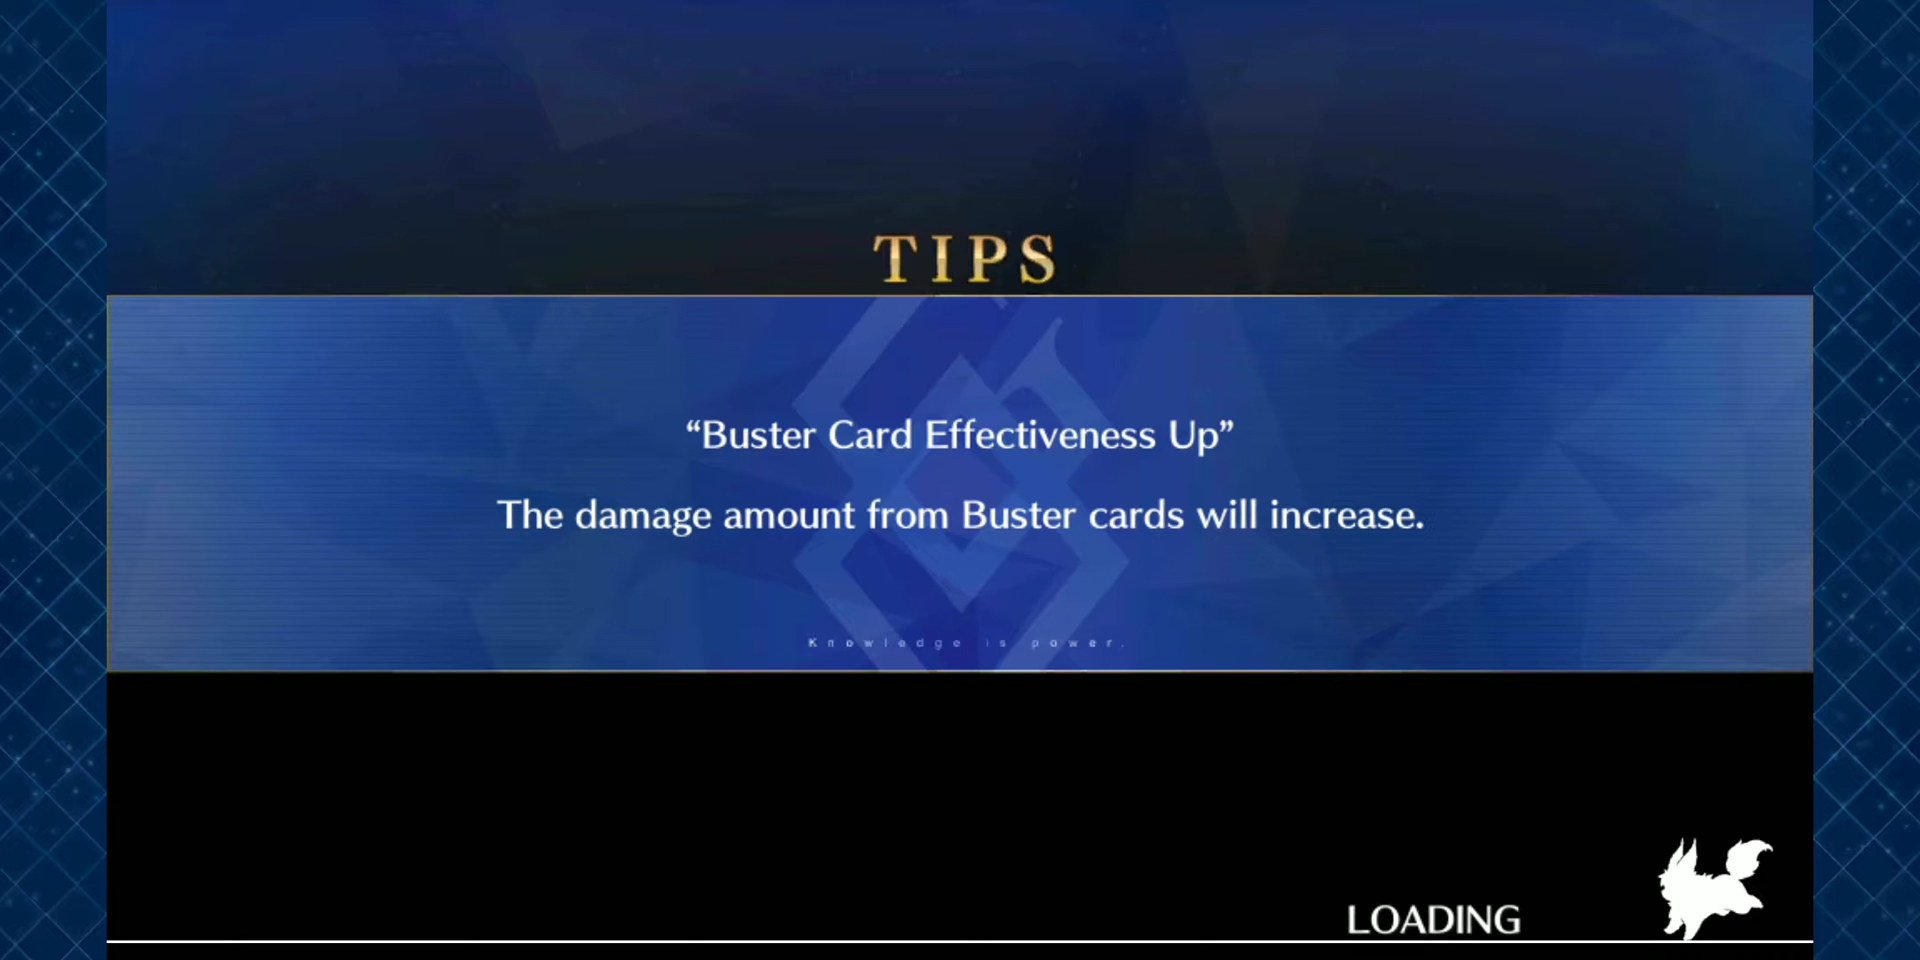 TIPS
“Buster Card Effectiveness Up”
The damage amount from Buster cards will increase.
Knowledge is power.
LOADING